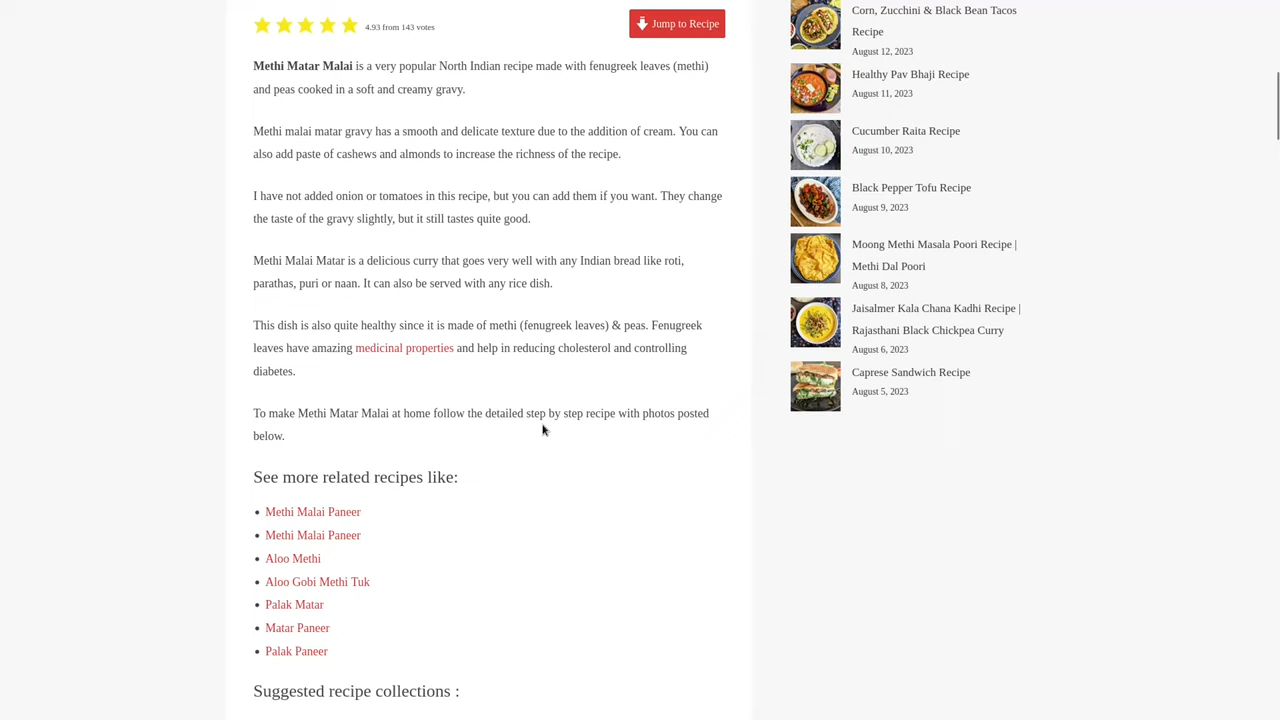 4.93 from 143 votes
Jump to Recipe
Methi Matar Malai is a very popular North Indian recipe made with fenugreek leaves (methi)
and peas cooked in a soft and creamy gravy.
Methi malai matar gravy has a smooth and delicate texture due to the addition of cream. You can
also add paste of cashews and almonds to increase the richness of the recipe.
I have not added onion or tomatoes in this recipe, but you can add them if you want. They change
the taste of the gravy slightly, but it still tastes quite good.
Methi Malai Matar is a delicious curry that goes very well with any Indian bread like roti,
parathas, puri or naan. It can also be served with any rice dish.
This dish is also quite healthy since it is made of methi (fenugreek leaves) & peas. Fenugreek
leaves have amazing medicinal properties and help in reducing cholesterol and controlling
diabetes.
To make Methi Matar Malai at home follow the detailed step by step recipe with photos posted
below.
See more related recipes like:
• Methi Malai Paneer
• Methi Malai Paneer
• Aloo Methi
• Aloo Gobi Methi Tuk
• Palak Matar
• Matar Paneer
• Palak Paneer
Suggested recipe collections :
Corn, Zucchini & Black Bean Tacos
Recipe
August 12, 2023
Healthy Pav Bhaji Recipe
August 11, 2023
Cucumber Raita Recipe
August 10, 2023
Black Pepper Tofu Recipe
August 9, 2023
Moong Methi Masala Poori Recipe |
Methi Dal Poori
August 8, 2023
Jaisalmer Kala Chana Kadhi Recipe |
Rajasthani Black Chickpea Curry
August 6, 2023
Caprese Sandwich Recipe
August 5, 2023